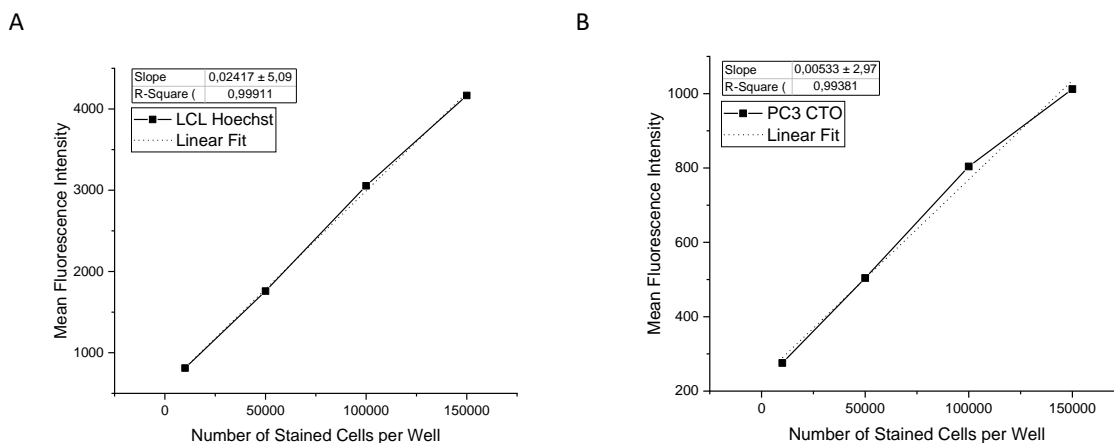 A
Slope 0,02417 ± 5,09
R-Square ( 0,99911
LCL Hoechst
Linear Fit
4000
3000
2000
1000
Mean Fluorescence Intensity
0 50000 100000 150000
Number of Stained Cells per Well
B
Slope 0,00533 ± 2,97
R-Square ( 0,99381
PC3 CTO
Linear Fit
1000
800
600
400
200
Mean Fluorescence Intensity
0 50000 100000 150000
Number of Stained Cells per Well